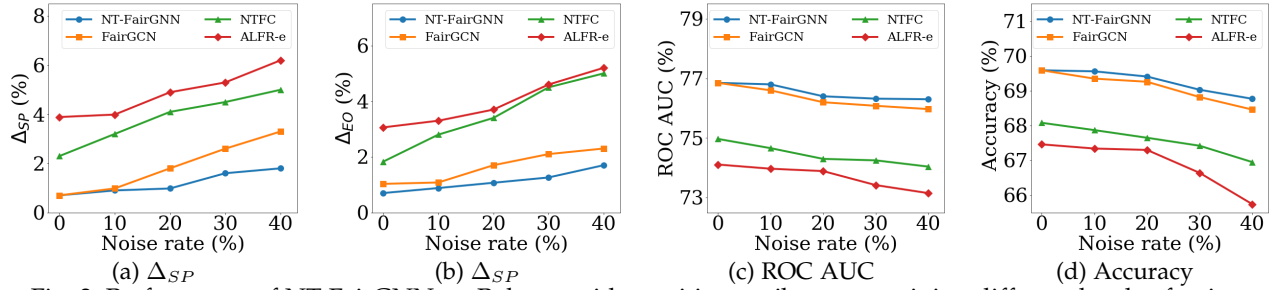 8
6
4
2
0
Δ_SP (%)
NT-FairGNN
FairGCN
NTFC
ALFR-e
0 10 20 30 40
Noise rate (%)
(a) Δ_SP
6
4
2
0
Δ_EO (%)
NT-FairGNN
FairGCN
NTFC
ALFR-e
0 10 20 30 40
Noise rate (%)
(b) Δ_SP
79
77
75
73
ROC AUC (%)
NT-FairGNN
FairGCN
NTFC
ALFR-e
0 10 20 30 40
Noise rate (%)
(c) ROC AUC
71
70
69
68
67
66
Accuracy (%)
NT-FairGNN
FairGCN
NTFC
ALFR-e
0 10 20 30 40
Noise rate (%)
(d) Accuracy